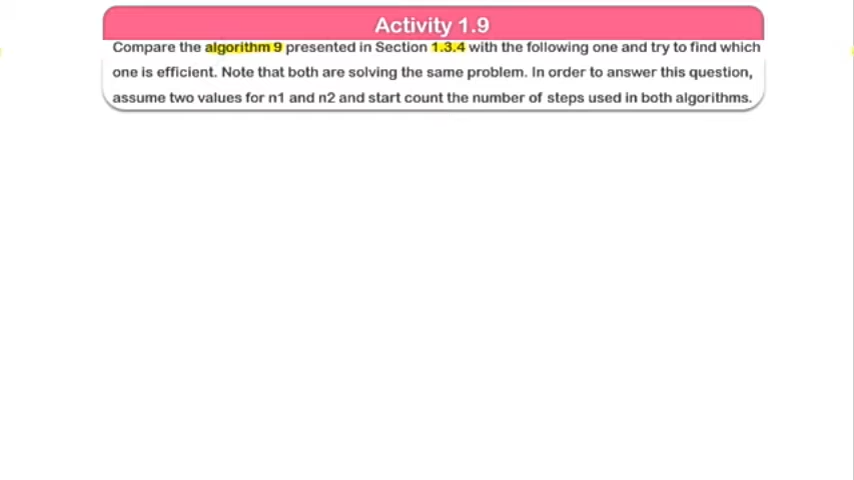 Activity 1.9
Compare the algorithm 9 presented in Section 1.3.4 with the following one and try to find which
one is efficient. Note that both are solving the same problem. In order to answer this question,
assume two values for n1 and n2 and start count the number of steps used in both algorithms.